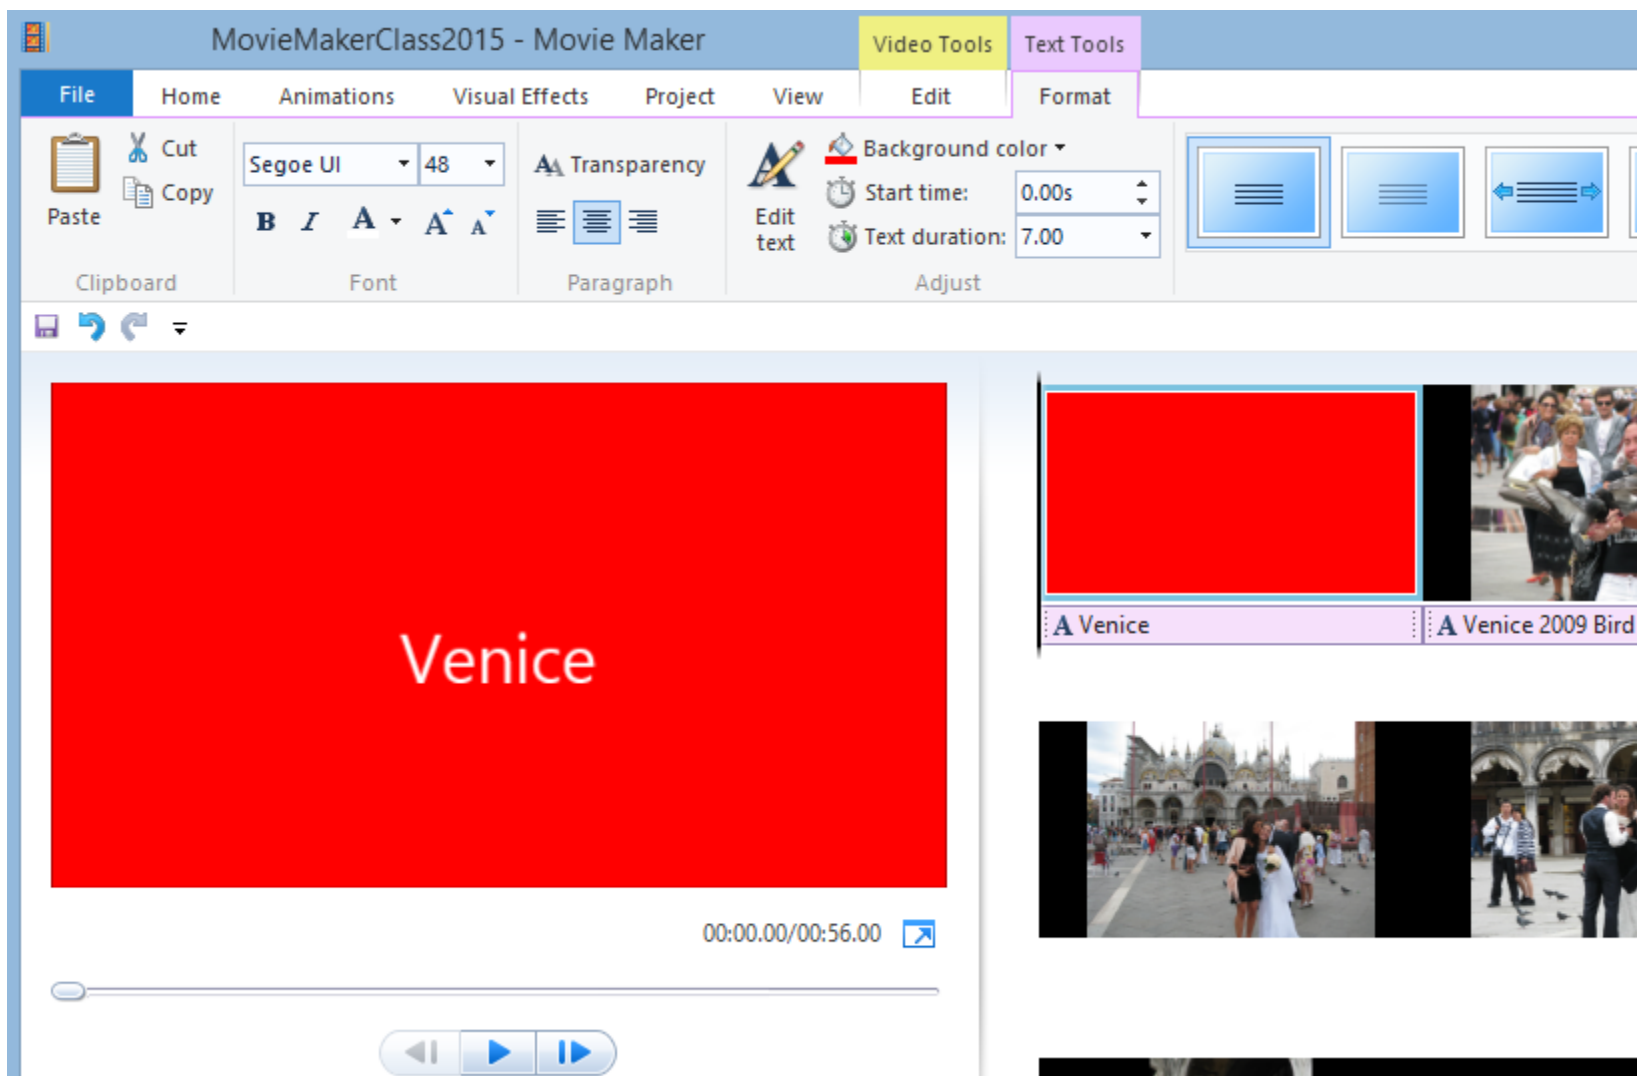 MovieMakerClass2015 - Movie Maker
Video Tools
Text Tools
File
Home
Animations
Visual Effects
Project
View
Edit
Format
Paste
Cut
Copy
Clipboard
Segoe UI
48
B I A A A
Font
AA Transparency
Paragraph
A
Edit
text
Background color
Start time:
0.00s
Text duration:
7.00
Adjust
Venice
A Venice
A Venice 2009 Bird
00:00.00/00:56.00